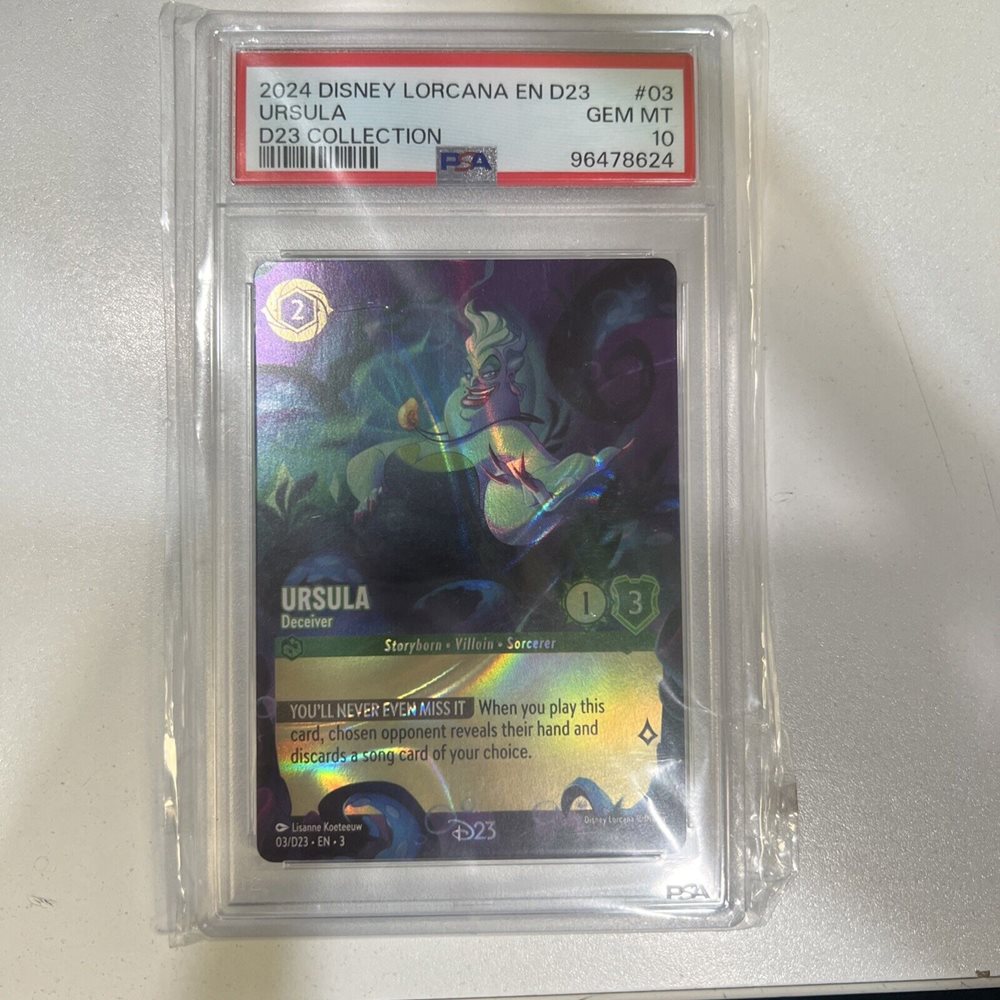 2024 DISNEY LORCANA EN D23 #03
URSULA GEM MT
D23 COLLECTION 10
PSA 96478624
2
URSULA
Deceiver
1 3
Storyborn • Villain • Sorcerer
YOU'LL NEVER EVEN MISS IT When you play this
card, chosen opponent reveals their hand and
discards a song card of your choice.
Lisanne Koeteeuw
03/D23 • EN • 3
D23
Disney Lorcana
PSA